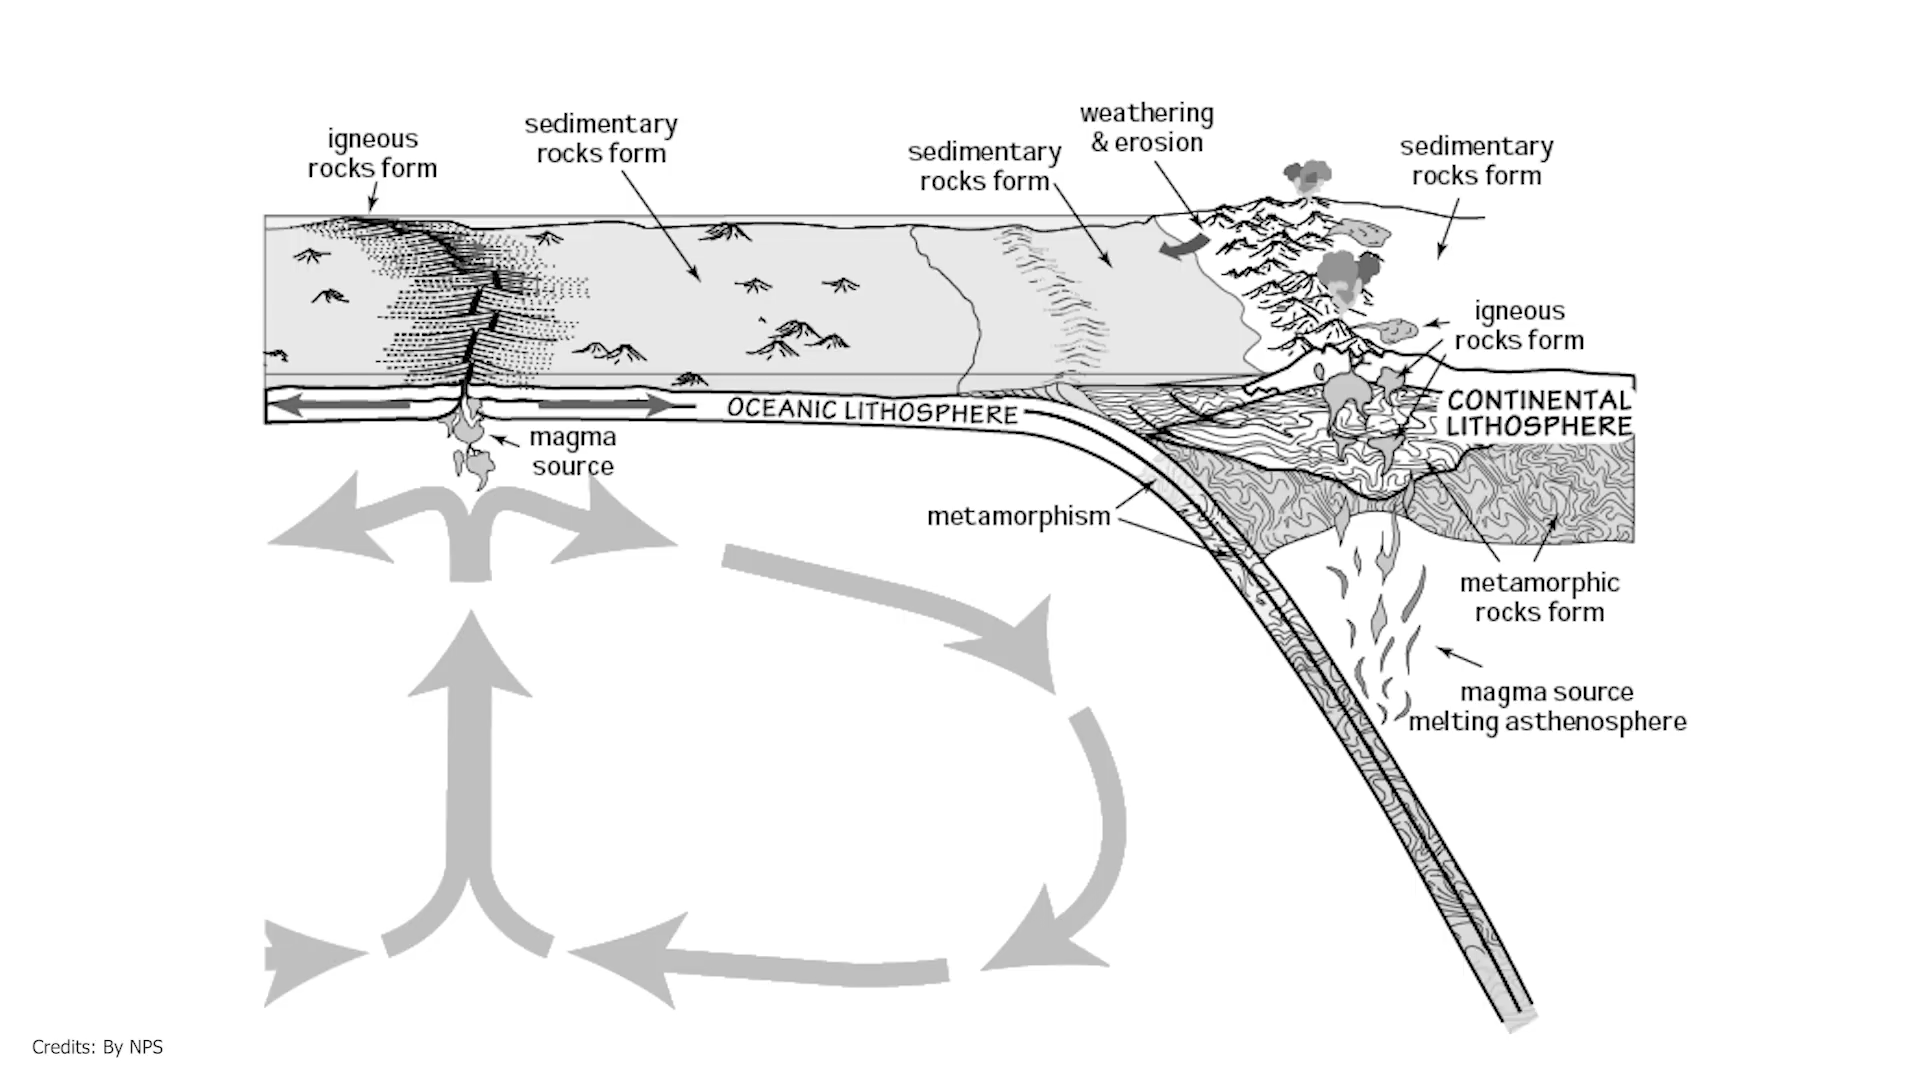 igneous
rocks form
sedimentary
rocks form
sedimentary
rocks form
weathering
& erosion
sedimentary
rocks form
igneous
rocks form
OCEANIC LITHOSPHERE
CONTINENTAL
LITHOSPHERE
magma
source
metamorphism
metamorphic
rocks form
magma source
melting asthenosphere
Credits: By NPS